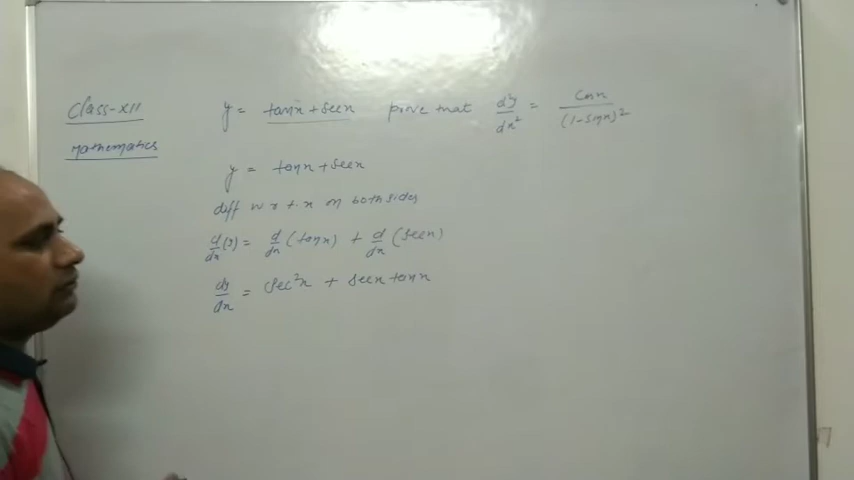 Class-XII
Mathematics
y = tanx + secx prove that d²y/dx² = cosx/(1-sinx)²
y = tanx + secx
diff w.r.t. x on both sides
d/dx (y) = d/dx (tanx) + d/dx (secx)
dy/dx = sec²x + secx tanx